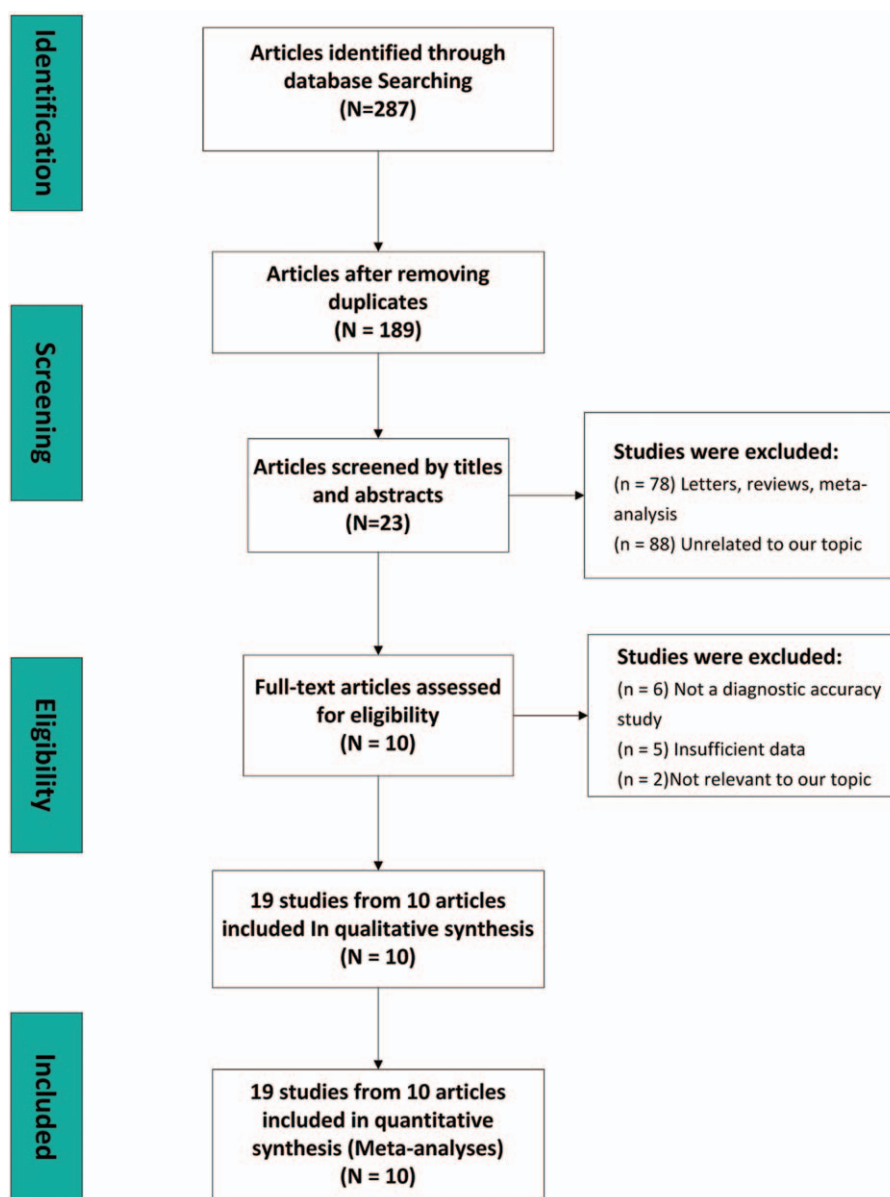 Identification
Articles identified through
database Searching
(N=287)
Articles after removing
duplicates
(N = 189)
Screening
Articles screened by titles
and abstracts
(N=23)
Studies were excluded:
(n = 78) Letters, reviews, meta-
analysis
(n = 88) Unrelated to our topic
Eligibility
Full-text articles assessed
for eligibility
(N = 10)
Studies were excluded:
(n = 6) Not a diagnostic accuracy
study
(n = 5) Insufficient data
(n = 2)Not relevant to our topic
19 studies from 10 articles
included In qualitative synthesis
(N = 10)
Included
19 studies from 10 articles
included in quantitative
synthesis (Meta-analyses)
(N = 10)